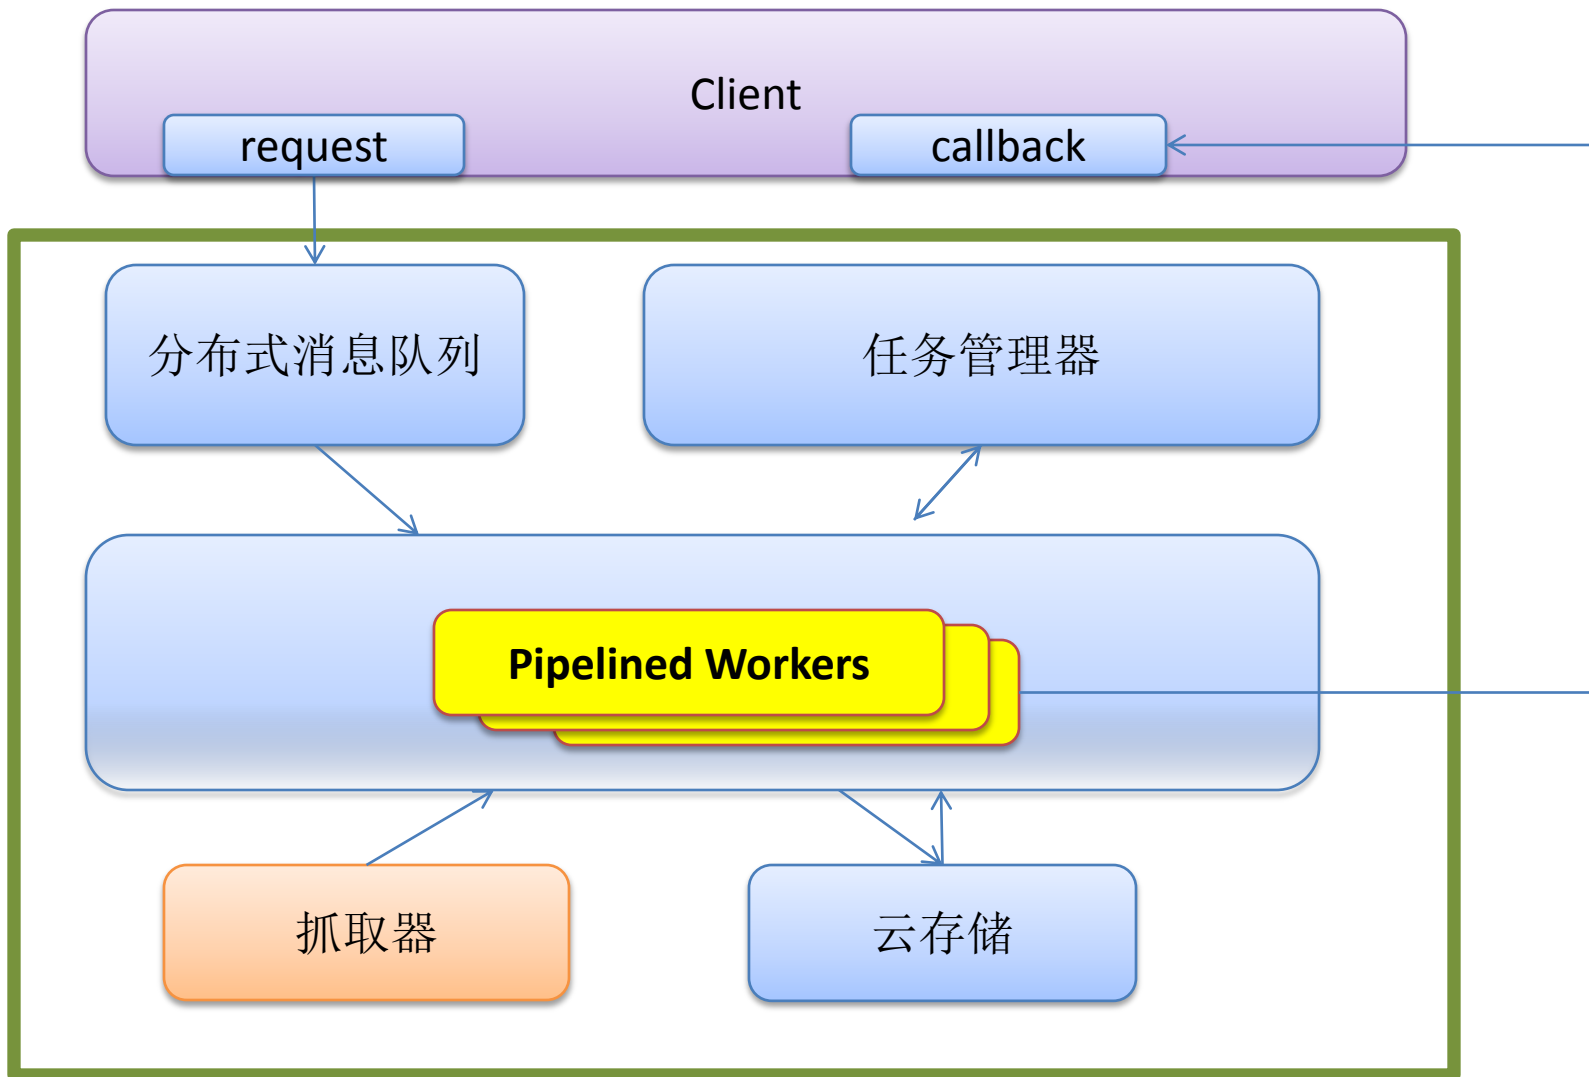 Client
request
callback
分布式消息队列
任务管理器
Pipelined Workers
抓取器
云存储